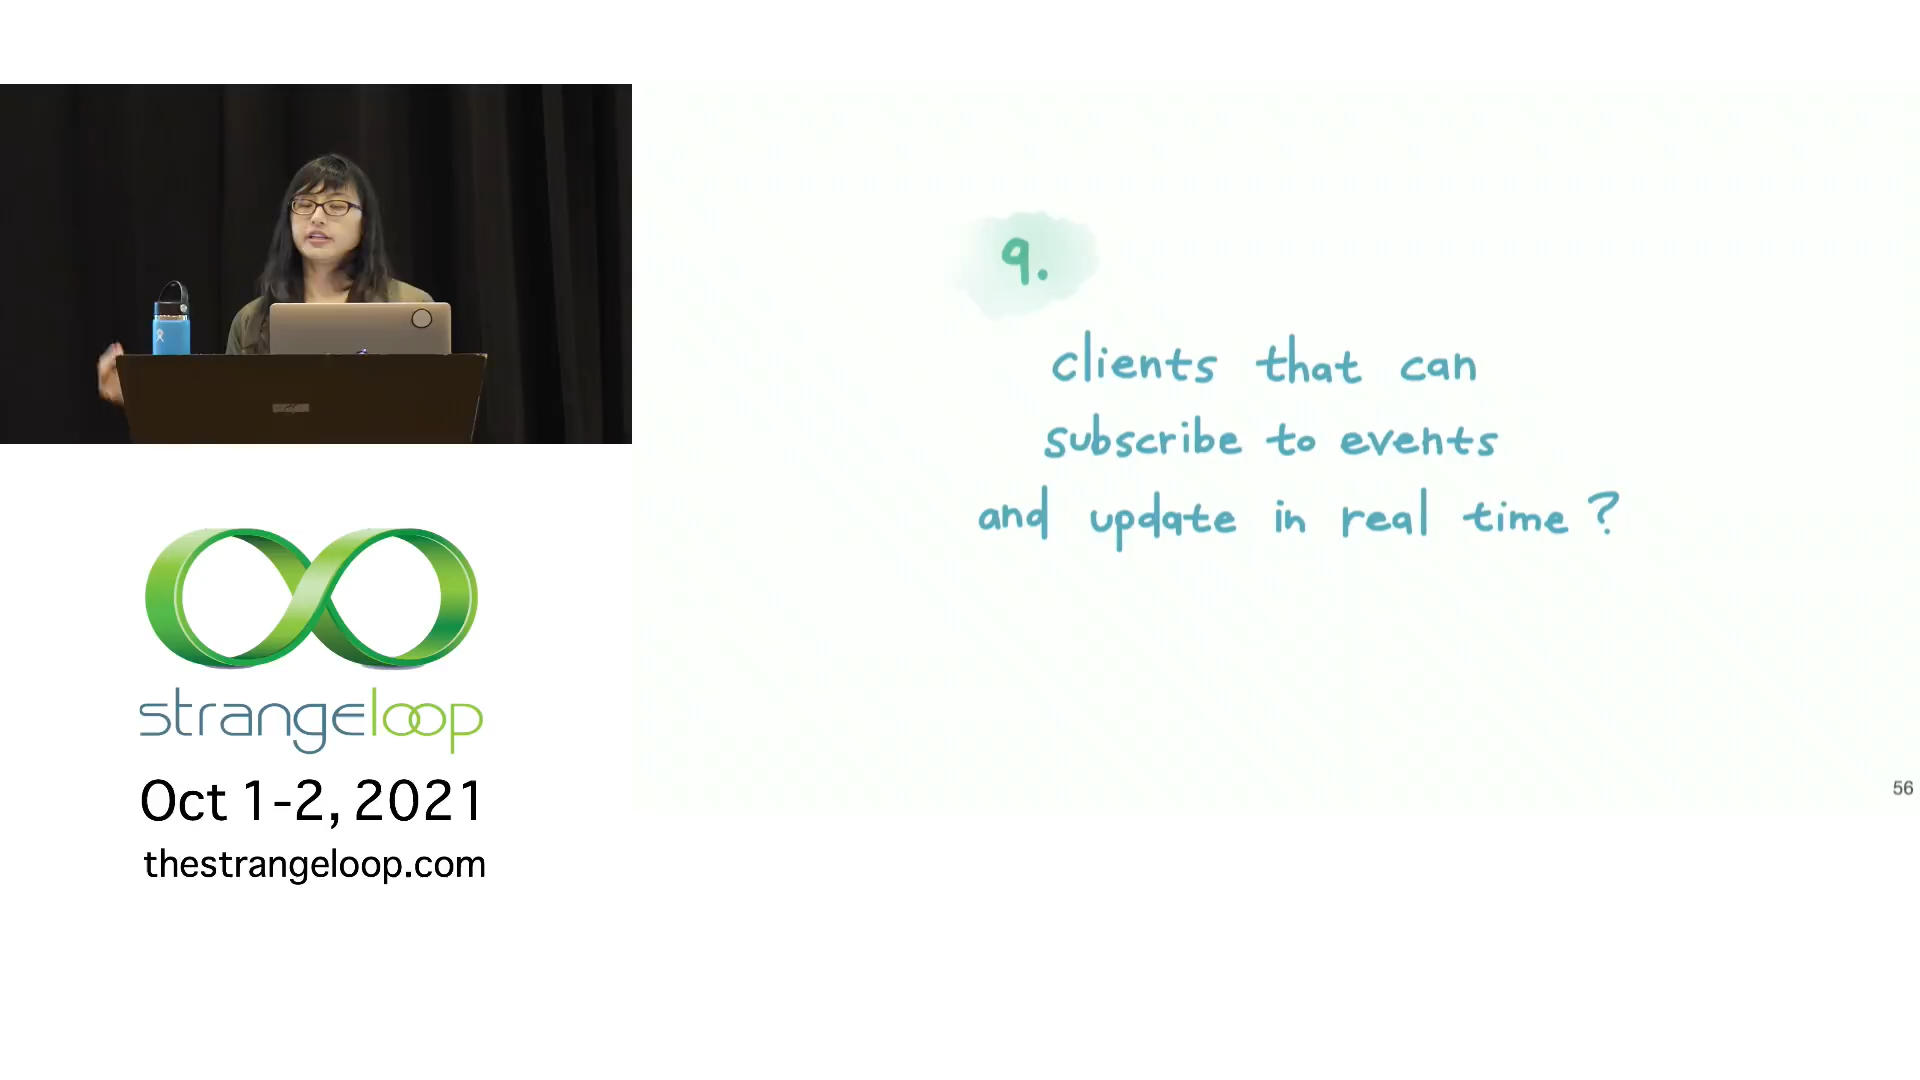 9.
clients that can
subscribe to events
and update in real time?
56
strangeloop
Oct 1-2, 2021
thestrangeloop.com